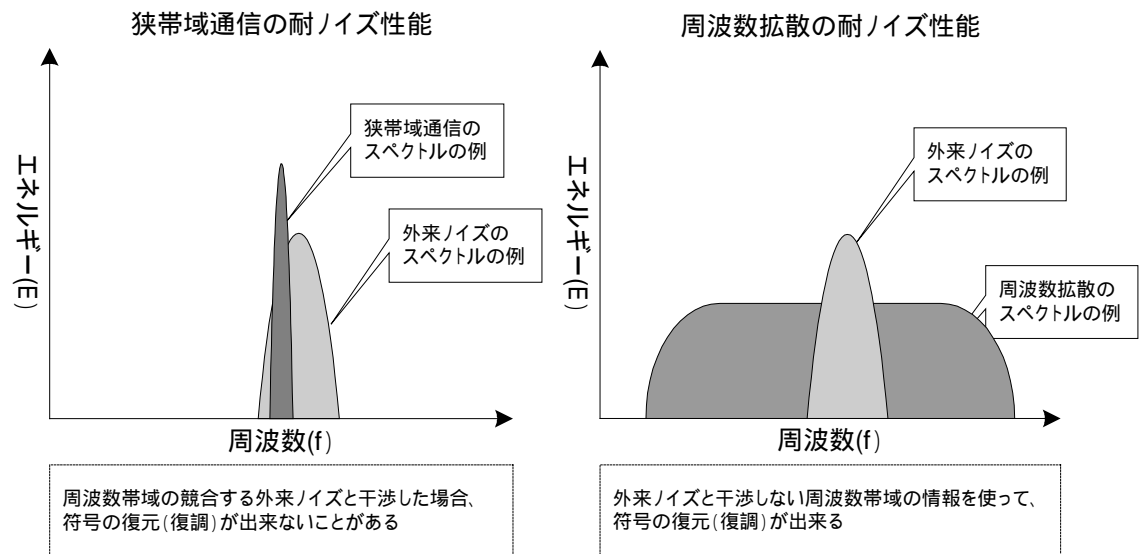 狭帯域通信の耐ノイズ性能
エネルギー(E)
狭帯域通信の
スペクトルの例
外来ノイズの
スペクトルの例
周波数(f)
周波数帯域の競合する外来ノイズと干渉した場合、
符号の復元(復調)が出来ないことがある
周波数拡散の耐ノイズ性能
エネルギー(E)
外来ノイズの
スペクトルの例
周波数拡散の
スペクトルの例
周波数(f)
外来ノイズと干渉しない周波数帯域の情報を使って、
符号の復元(復調)が出来る